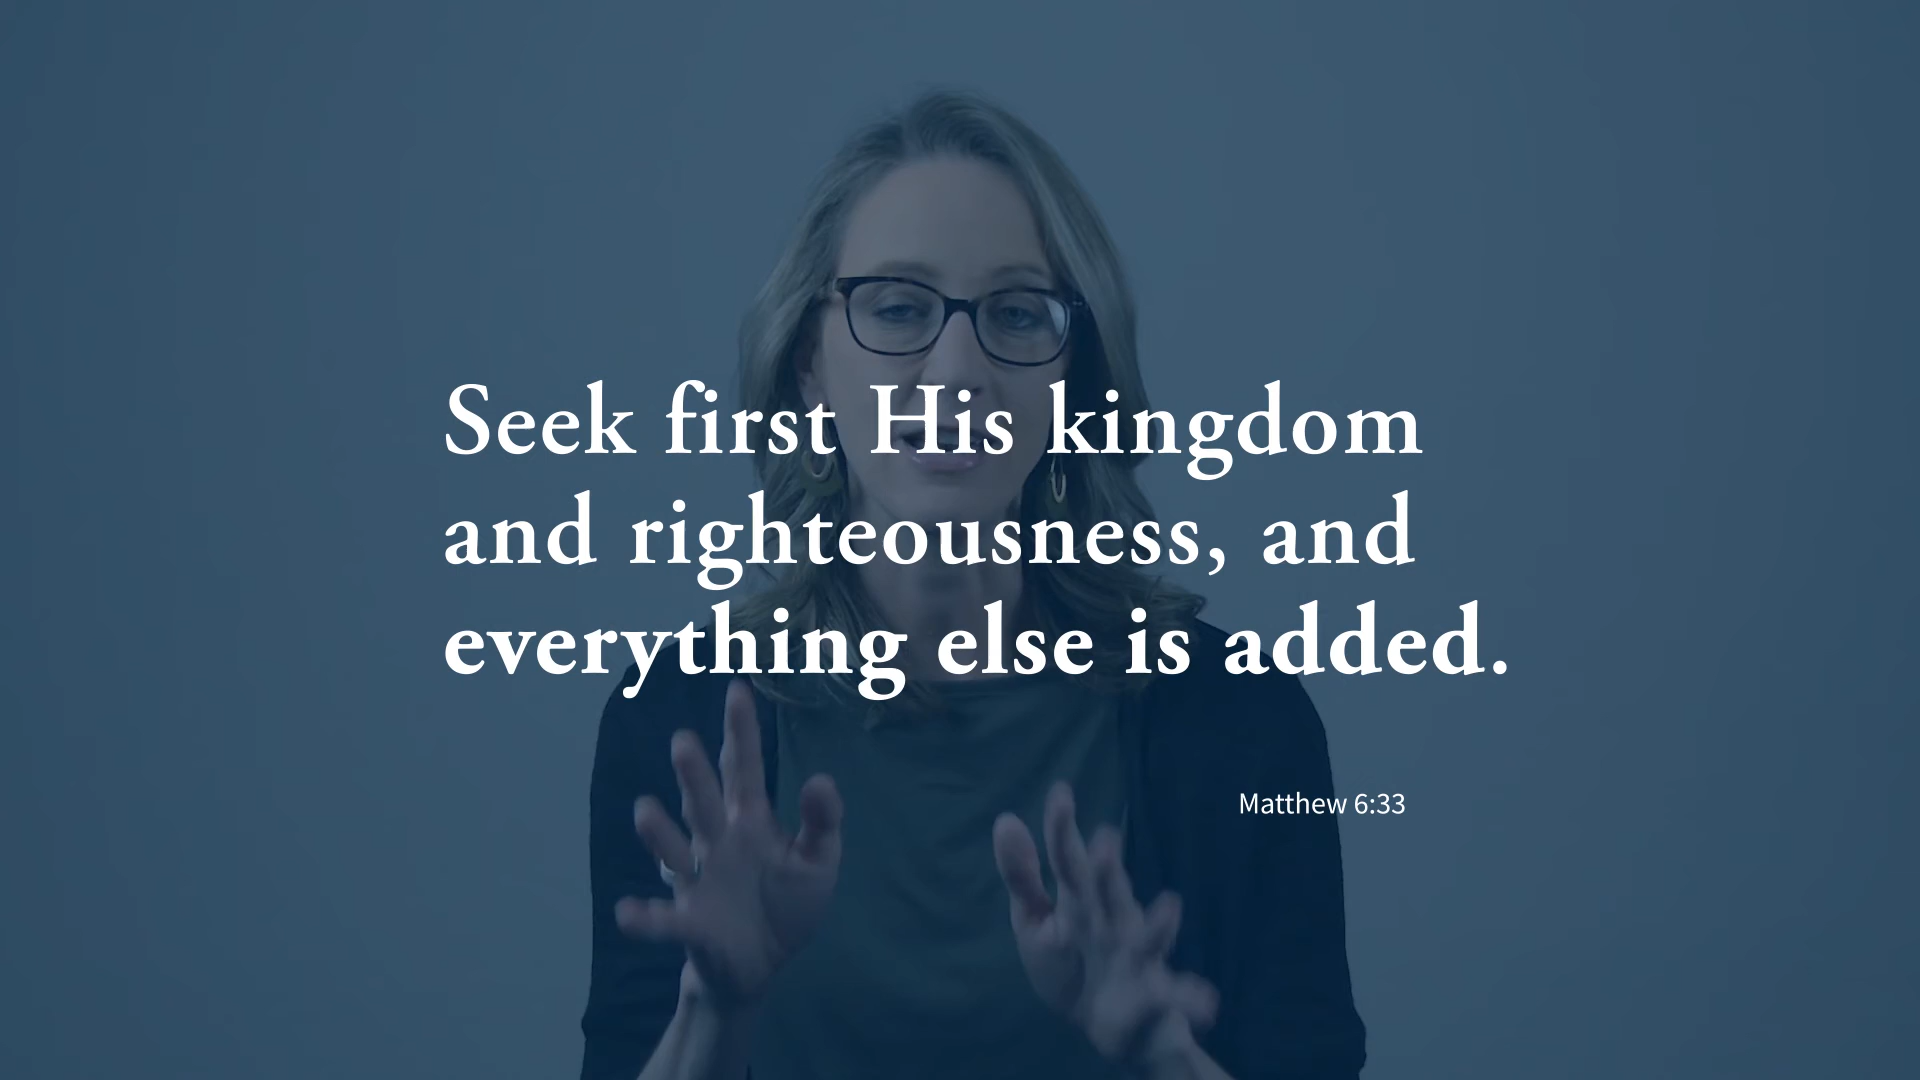 Seek first His kingdom
and righteousness, and
everything else is added.
Matthew 6:33